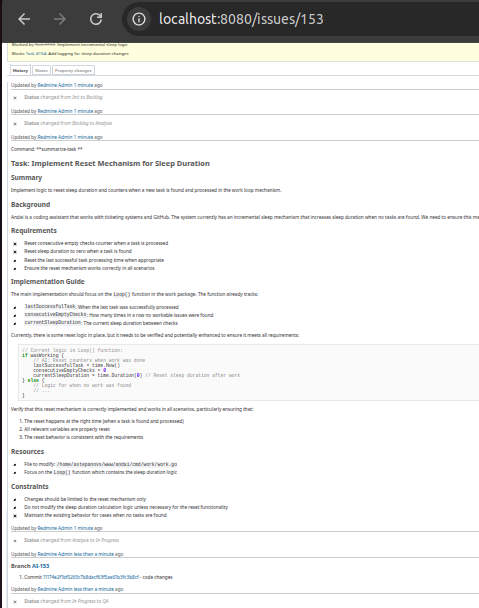 localhost:8080/issues/153
Blocked by Task #152: Implement incremental sleep logic
Blocks Task #154: Add logging for sleep duration changes
History Notes Property changes
Updated by Redmine Admin 1 minute ago
Status changed from Init to Backlog
Updated by Redmine Admin 1 minute ago
Status changed from Backlog to Analysis
Updated by Redmine Admin 1 minute ago
Command: **summarize-task **
Task: Implement Reset Mechanism for Sleep Duration
Summary
Implement logic to reset sleep duration and counters when a new task is found and processed in the work loop mechanism.
Background
Andai is a coding assistant that works with ticketing systems and GitHub. The system currently has an incremental sleep mechanism that increases sleep duration when no tasks are found. We need to ensure this me
Requirements
Reset consecutive empty checks counter when a task is processed
Reset sleep duration to zero when a task is found
Reset the last successful task processing time when appropriate
Ensure the reset mechanism works correctly in all scenarios
Implementation Guide
The main implementation should focus on the Loop() function in the work package. The function already tracks:
lastSuccessfulTask: When the last task was successfully processed
consecutiveEmptyChecks: How many times in a row no workable issues were found
currentSleepDuration: The current sleep duration between checks
Currently, there is some reset logic in place, but it needs to be verified and potentially enhanced to ensure it meets all requirements:
// Current logic in Loop() function:
if wasWorking {
// AI: Reset counters when work was done
lastSuccessfulTask = time.Now()
consecutiveEmptyChecks = 0
currentSleepDuration = time.Duration(0) // Reset sleep duration after work
} else {
// Logic for when no work was found
// ...
}
Verify that this reset mechanism is correctly implemented and works in all scenarios, particularly ensuring that:
1. The reset happens at the right time (when a task is found and processed)
2. All relevant variables are properly reset
3. The reset behavior is consistent with the requirements
Resources
File to modify: /home/astepanovs/www/andai/cmd/work/work.go
Focus on the Loop() function which contains the sleep duration logic
Constraints
Changes should be limited to the reset mechanism only
Do not modify the sleep duration calculation logic unless necessary for the reset functionality
Maintain the existing behavior for cases when no tasks are found
Updated by Redmine Admin 1 minute ago
Status changed from Analysis to In Progress
Updated by Redmine Admin less than a minute ago
Branch AI-153
1. Commit - code changes
Updated by Redmine Admin less than a minute ago
Status changed from In Progress to QA